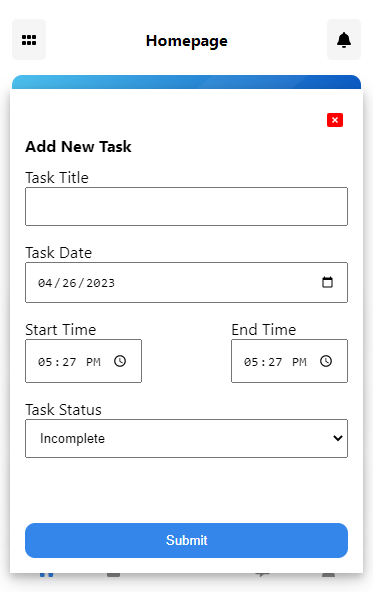 Homepage
Add New Task
Task Title
Task Date
04/26/2023
Start Time End Time
05:27 PM 05:27 PM
Task Status
Incomplete
Submit